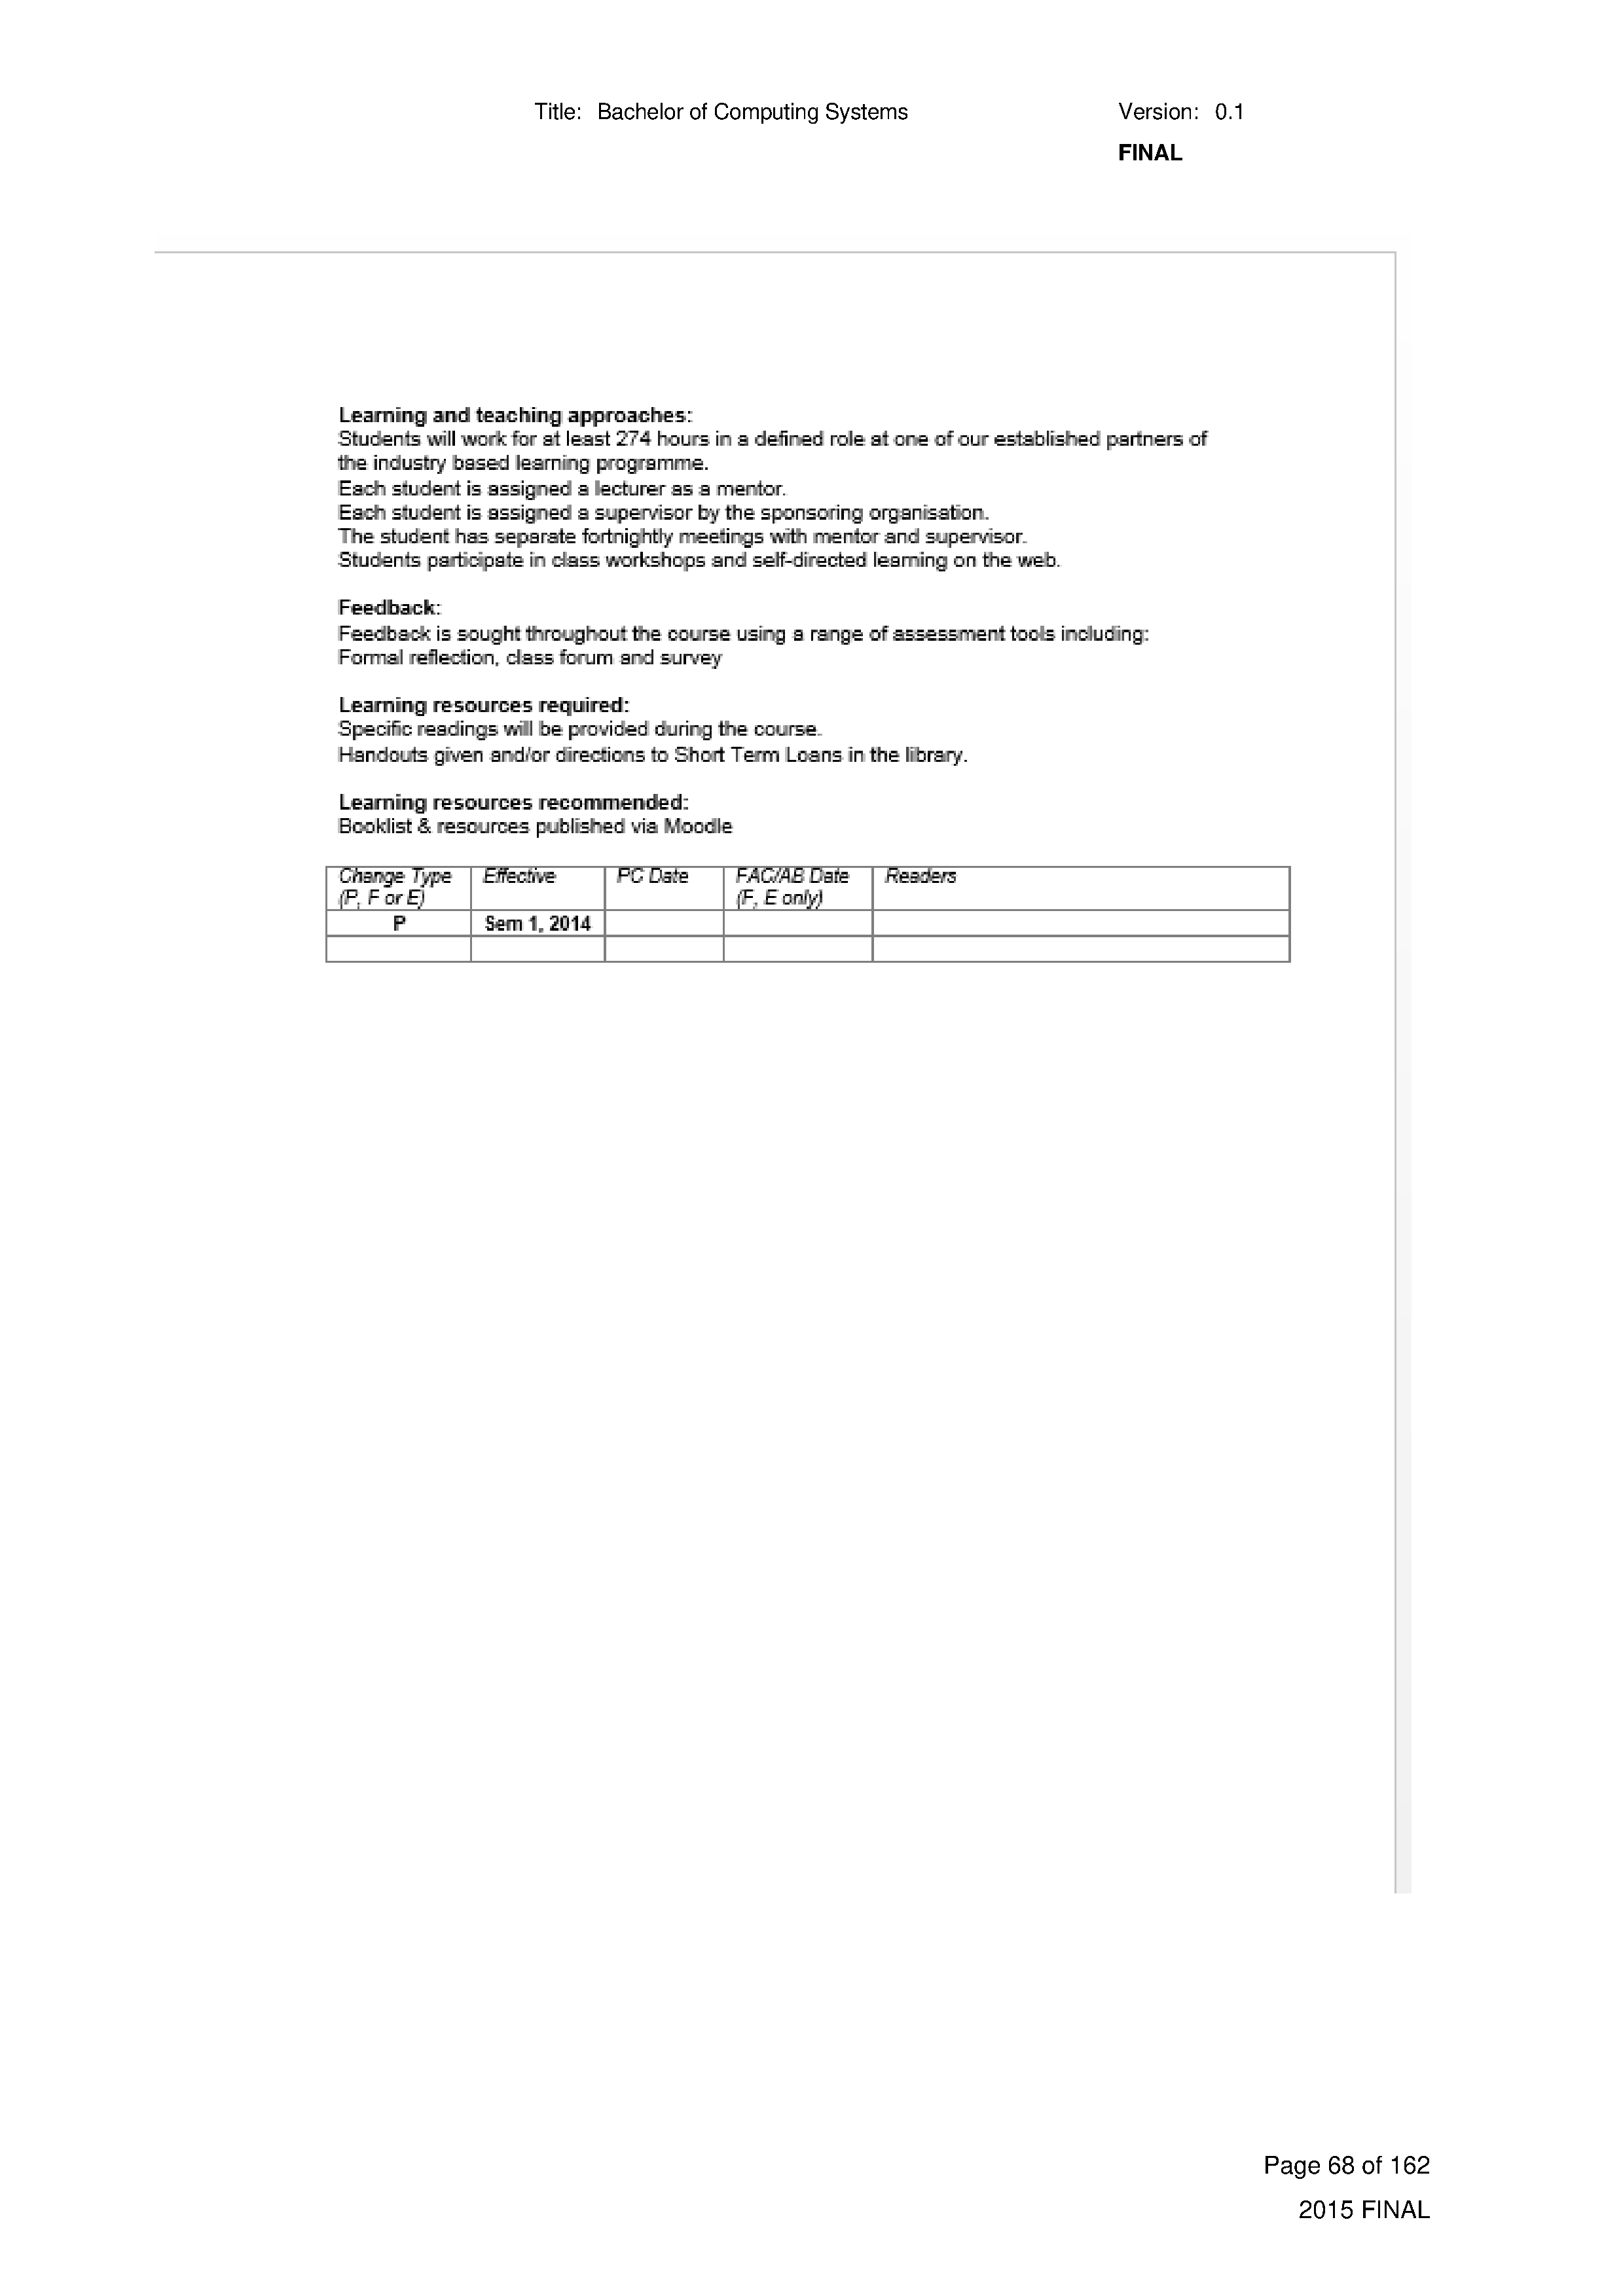 Title: Bachelor of Computing Systems Version: 0.1
FINAL
Learning and teaching approaches:
Students will work for at least 274 hours in a defined role at one of our established partners of
the industry based learning programme.
Each student is assigned a lecturer as a mentor.
Each student is assigned a supervisor by the sponsoring organisation.
The student has separate fortnightly meetings with mentor and supervisor.
Students participate in class workshops and self-directed learning on the web.
Feedback:
Feedback is sought throughout the course using a range of assessment tools including:
Formal reflection, class forum and survey
Learning resources required:
Specific readings will be provided during the course.
Handouts given and/or directions to Short Term Loans in the library.
Learning resources recommended:
Booklist & resources published via Moodle
Change Type Effective PC Date FAC/AB Date Readers
(P, F or E) (F, E only)
P Sem 1, 2014
Page 68 of 162
2015 FINAL